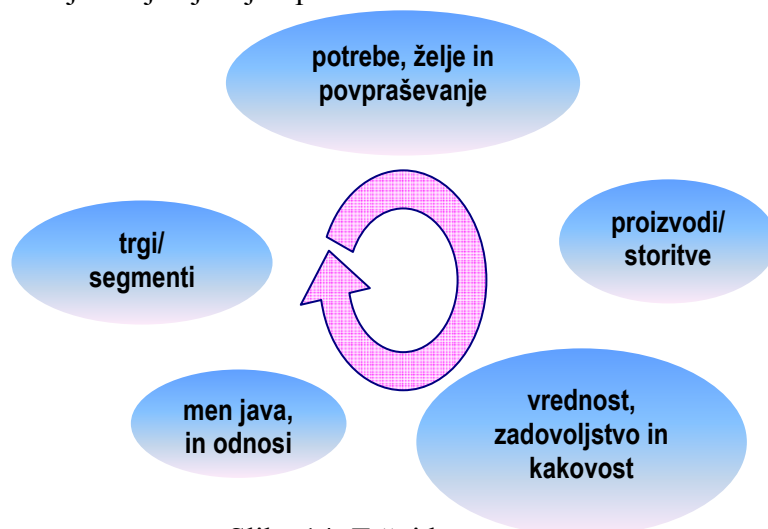 potrebe, želje in
povpraševanje
proizvodi/
storitve
trgi/
segmenti
men java,
in odnosi
vrednost,
zadovoljstvo in
kakovost